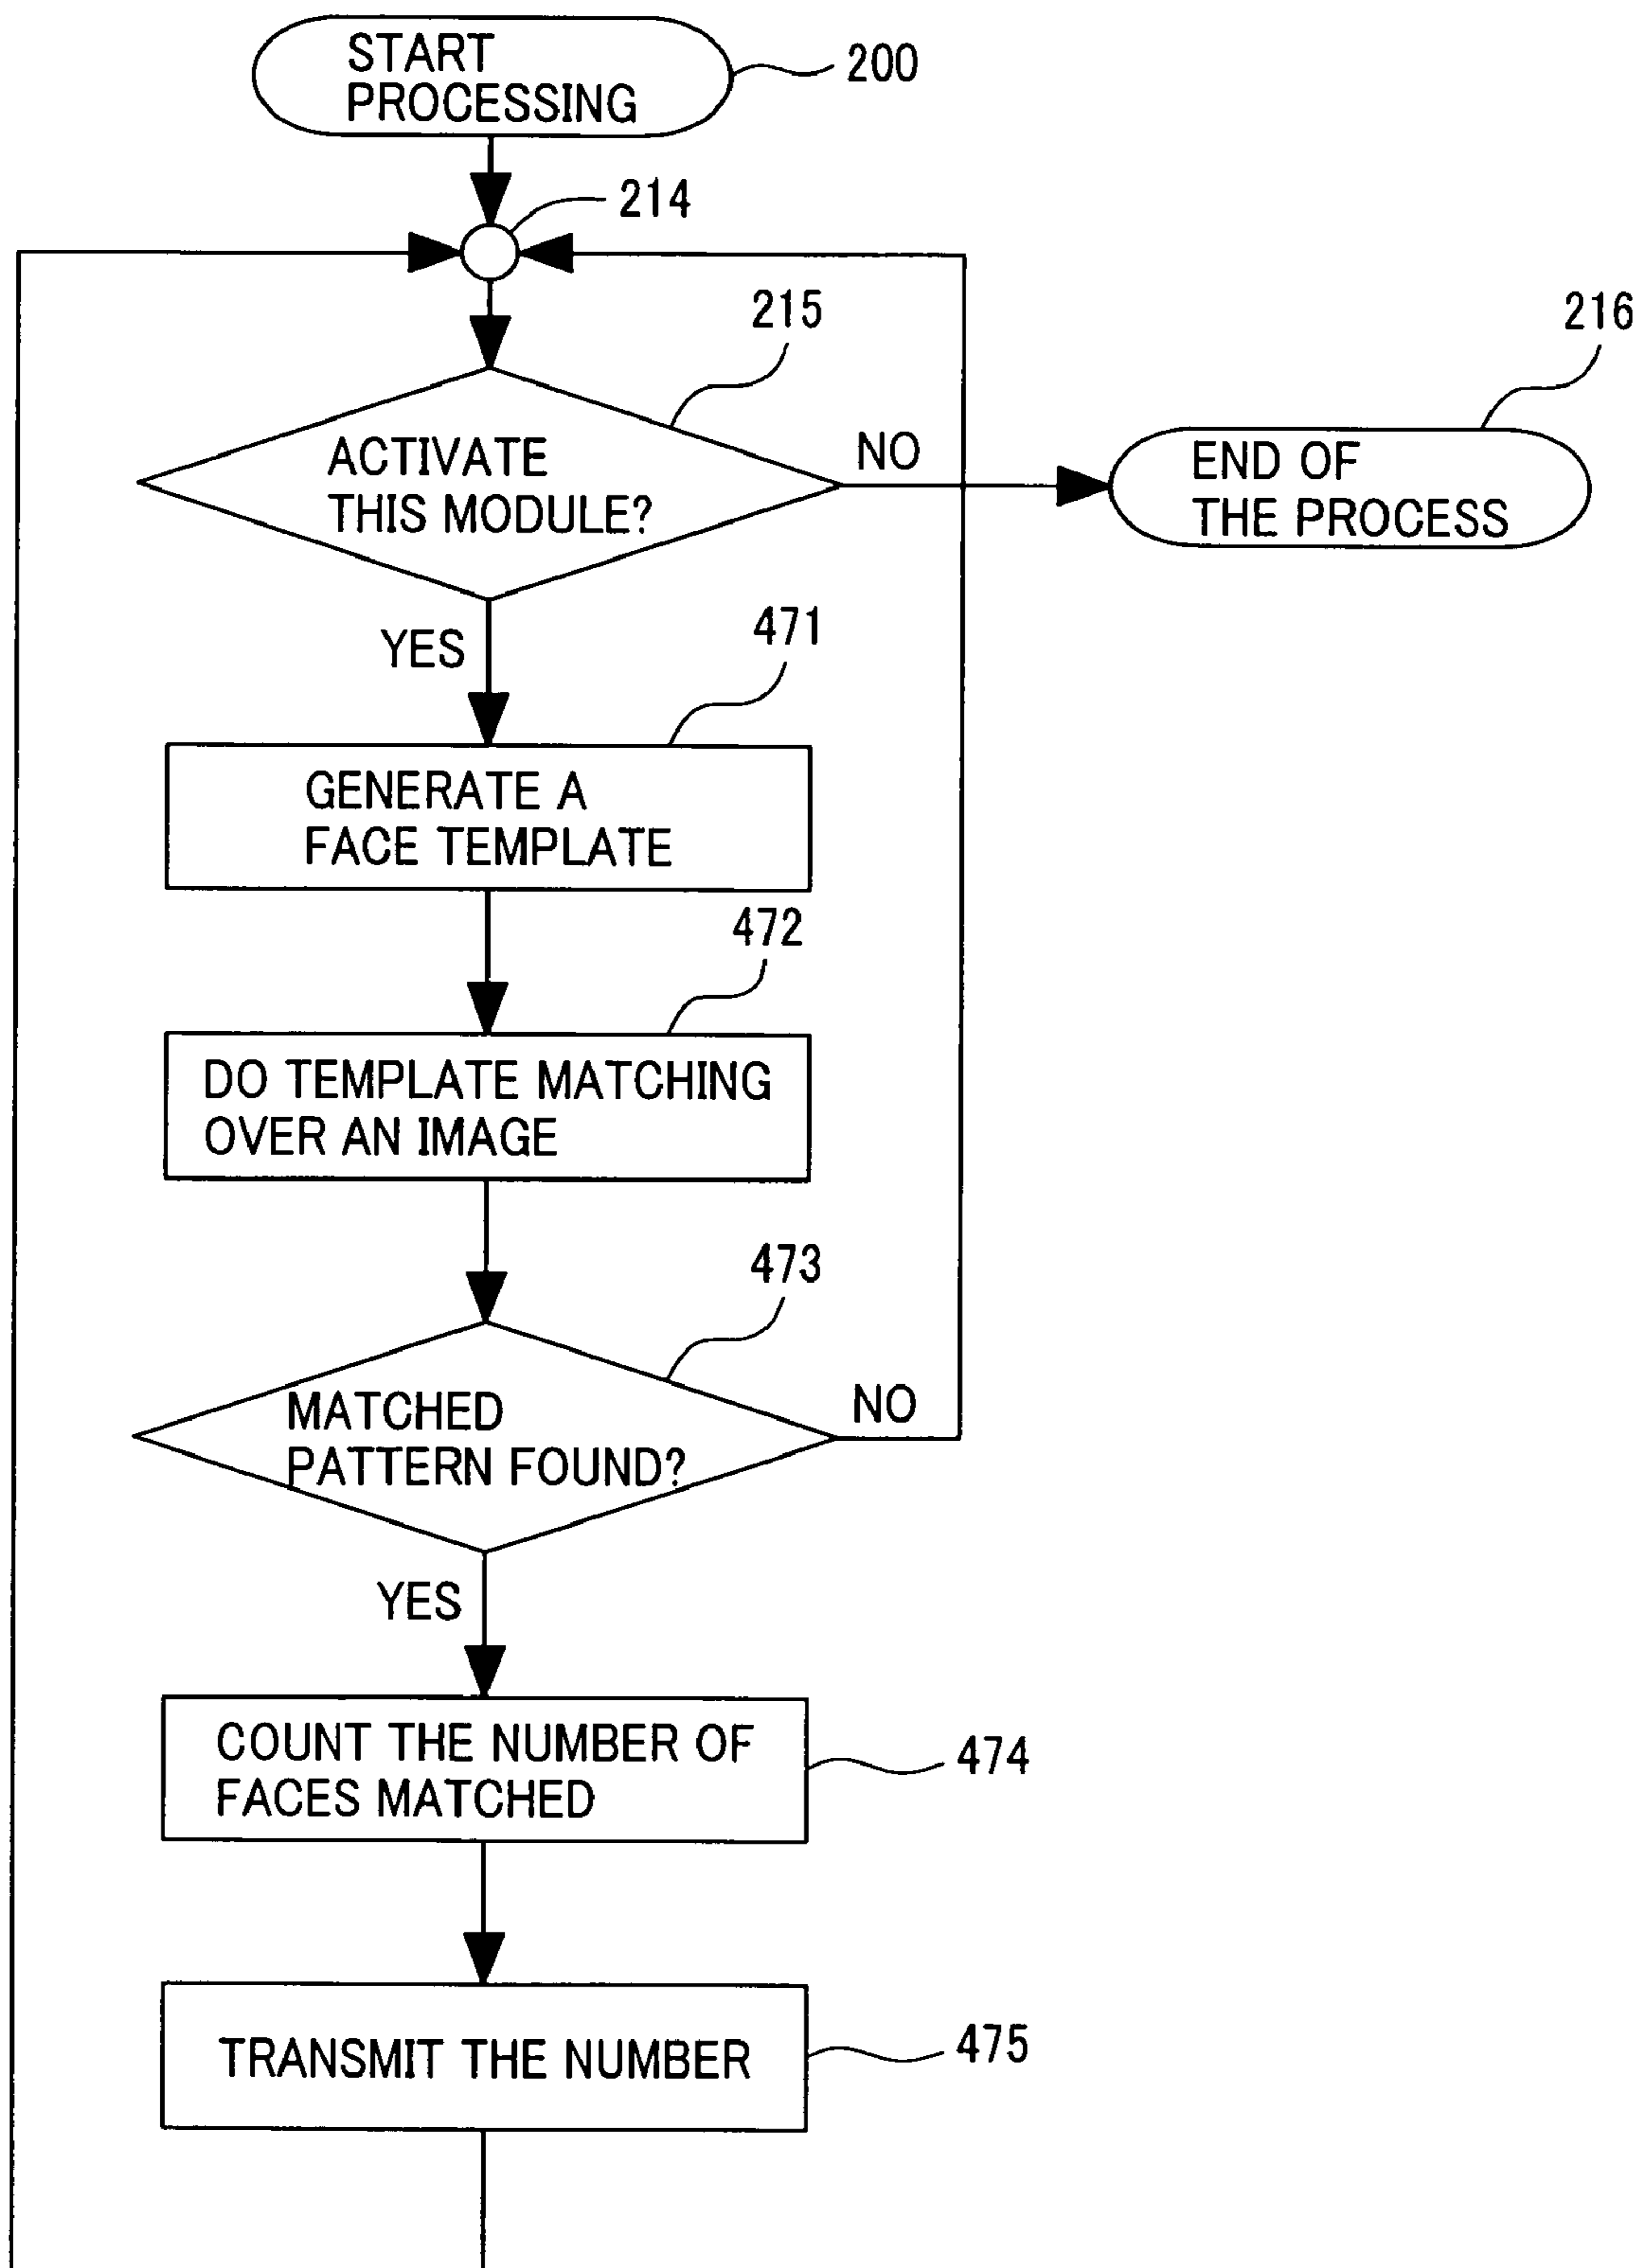 START
PROCESSING
200
214
215
216
ACTIVATE
THIS MODULE?
NO
END OF
THE PROCESS
YES
471
GENERATE A
FACE TEMPLATE
472
DO TEMPLATE MATCHING
OVER AN IMAGE
473
MATCHED
PATTERN FOUND?
NO
YES
COUNT THE NUMBER OF
FACES MATCHED
474
TRANSMIT THE NUMBER
475